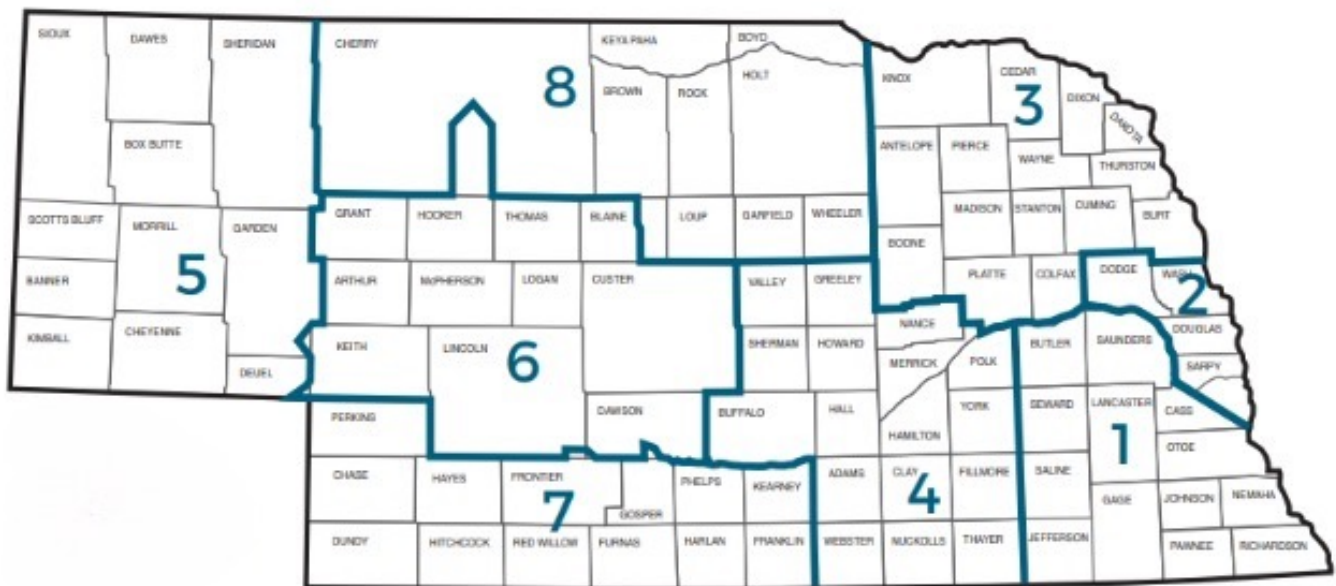 SIOUX
DAWES
SHERIDAN
CHERRY
KEYA PAHA
BOYD
8
BROWN
ROCK
HOLT
KNOX
CEDAR
3
DIXON
DAKOTA
BOX BUTTE
ANTELOPE
PIERCE
WAYNE
THURSTON
SCOTTS BLUFF
MORRILL
GARDEN
GRANT
HOOKER
THOMAS
BLAINE
LOUP
GARFIELD
WHEELER
MADISON
STANTON
CUMING
BURT
BOONE
5
BANNER
ARTHUR
McPHERSON
LOGAN
CUSTER
VALLEY
GREELEY
PLATTE
COLFAX
DODGE
WASH
2
KIMBALL
CHEYENNE
DEUEL
KEITH
LINCOLN
6
SHERMAN
HOWARD
NANCE
MERRICK
POLK
BUTLER
SAUNDERS
DOUGLAS
SARPY
PERKINS
DAWSON
BUFFALO
HALL
HAMILTON
YORK
SEWARD
LANCASTER
CASS
1
OTOE
CHASE
HAYES
FRONTIER
7
GOSPER
PHELPS
KEARNEY
ADAMS
CLAY
4
FILLMORE
SALINE
GAGE
JOHNSON
NEMAHA
DUNDY
HITCHCOCK
RED WILLOW
FURNAS
HARLAN
FRANKLIN
WEBSTER
NUCKOLLS
THAYER
JEFFERSON
PAWNEE
RICHARDSON